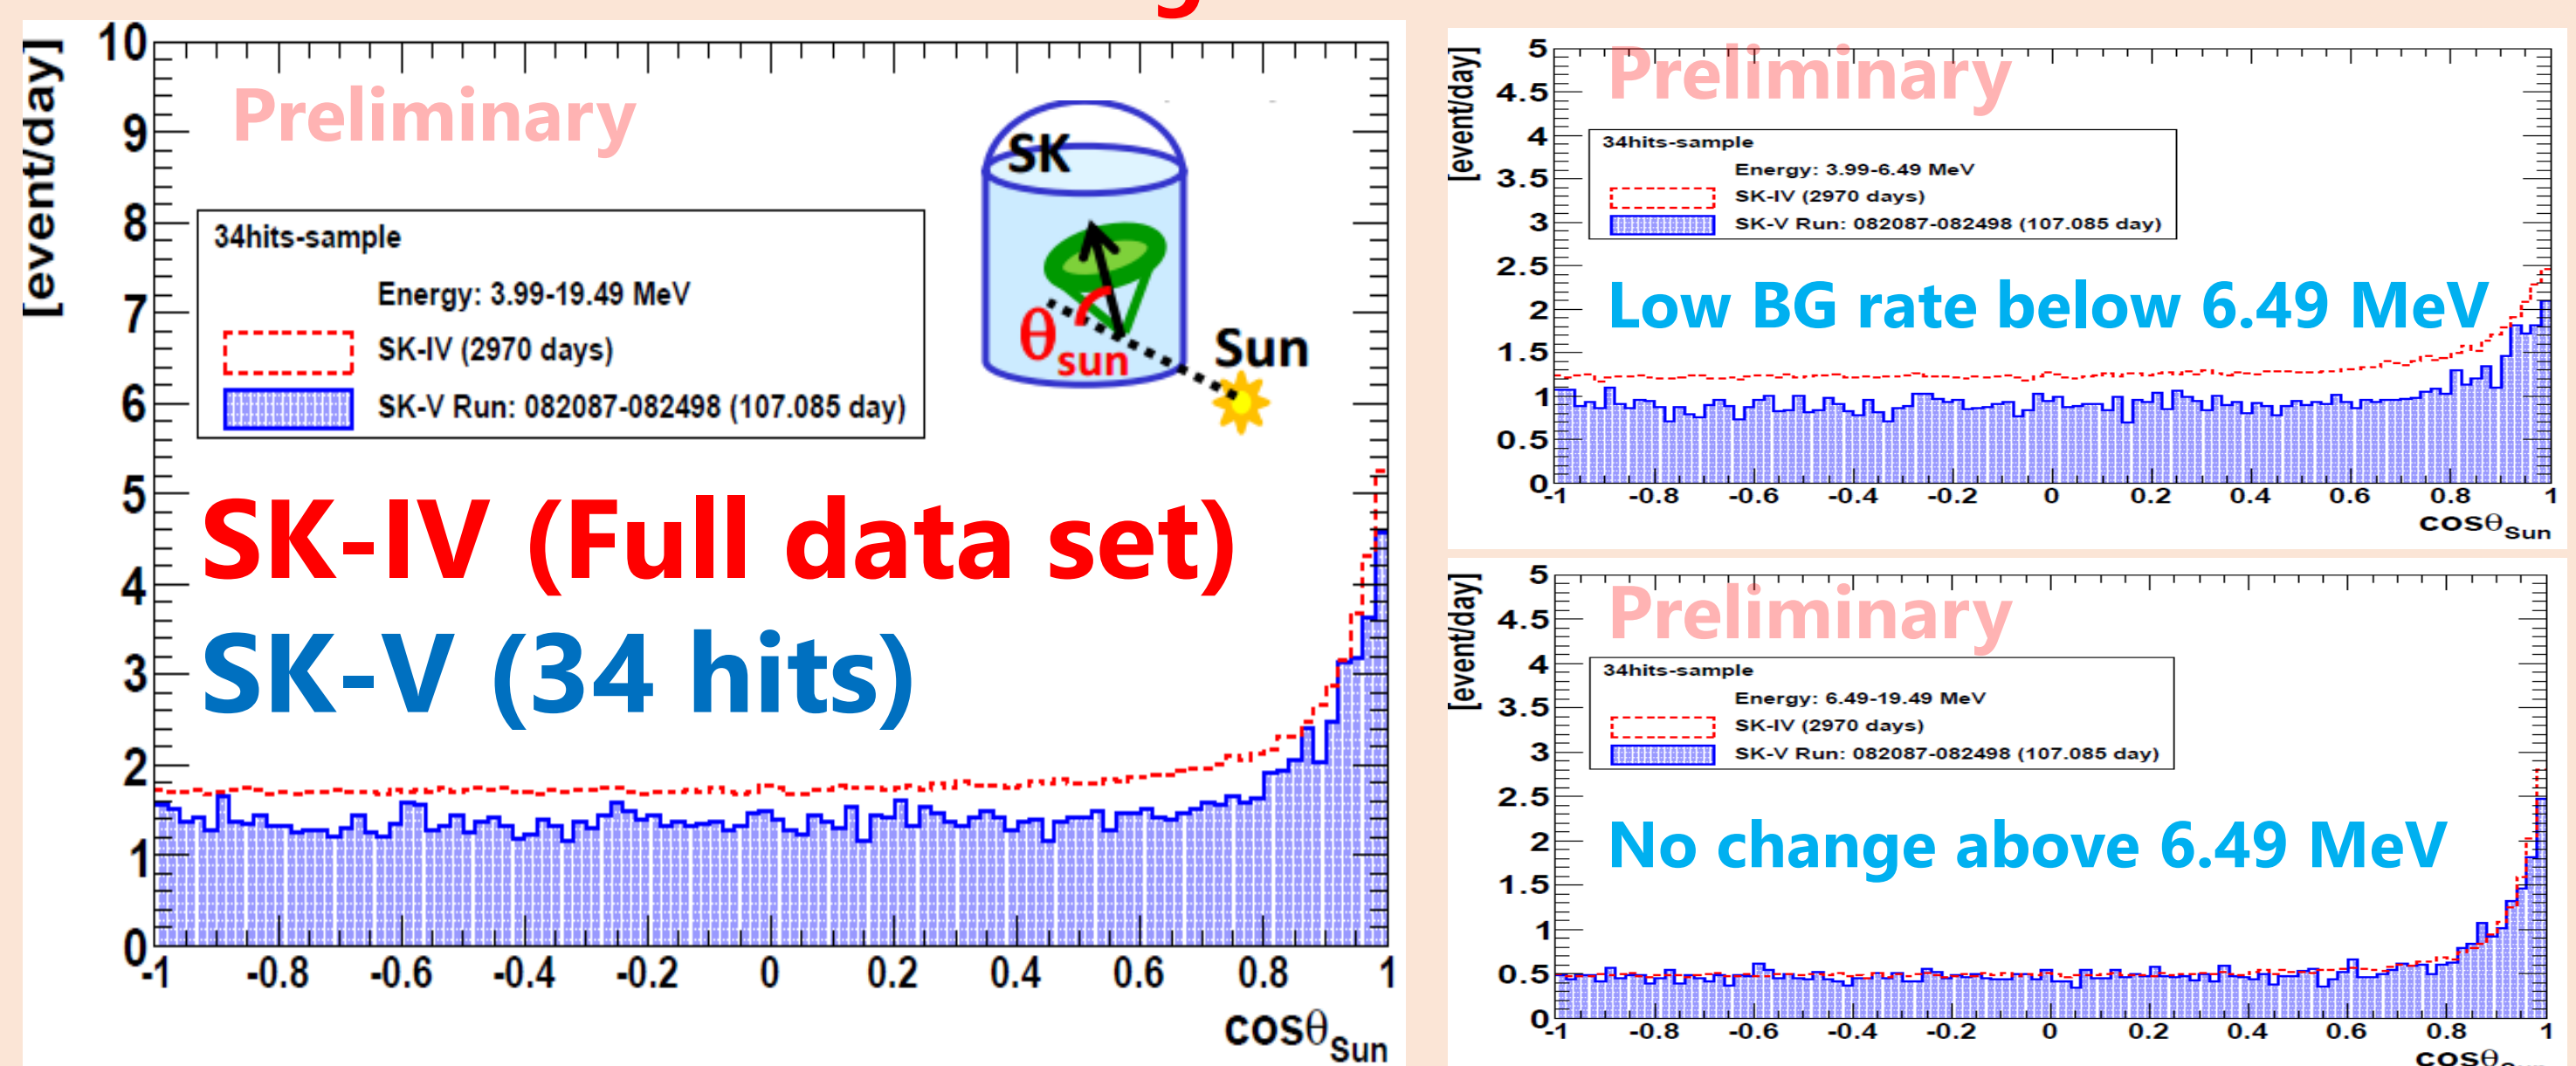 g
10
9
8
7
6
5
4
3
2
1
0
[event/day]
Preliminary
34hits-sample
Energy: 3.99-19.49 MeV
SK-IV (2970 days)
SK-V Run: 082087-082498 (107.085 day)
SK
θsun
Sun
SK-IV (Full data set)
SK-V (34 hits)
-1 -0.8 -0.6 -0.4 -0.2 0 0.2 0.4 0.6 0.8 1
cosθSun
5
4.5
4
3.5
3
2.5
2
1.5
1
0.5
0
[event/day]
Preliminary
34hits-sample
Energy: 3.99-6.49 MeV
SK-IV (2970 days)
SK-V Run: 082087-082498 (107.085 day)
Low BG rate below 6.49 MeV
-1 -0.8 -0.6 -0.4 -0.2 0 0.2 0.4 0.6 0.8 1
cosθSun
5
4.5
4
3.5
3
2.5
2
1.5
1
0.5
0
[event/day]
Preliminary
34hits-sample
Energy: 6.49-19.49 MeV
SK-IV (2970 days)
SK-V Run: 082087-082498 (107.085 day)
No change above 6.49 MeV
-1 -0.8 -0.6 -0.4 -0.2 0 0.2 0.4 0.6 0.8 1
cosθ